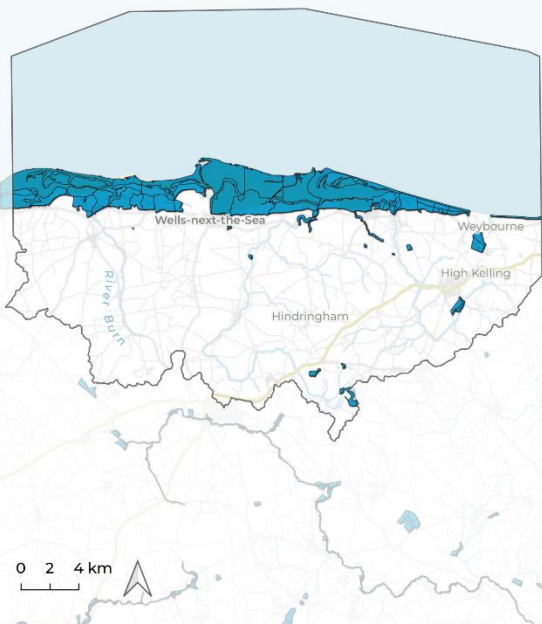 Wells-next-the-Sea
Weybourne
High Kelling
River Burn
Hindringham
0 2 4 km